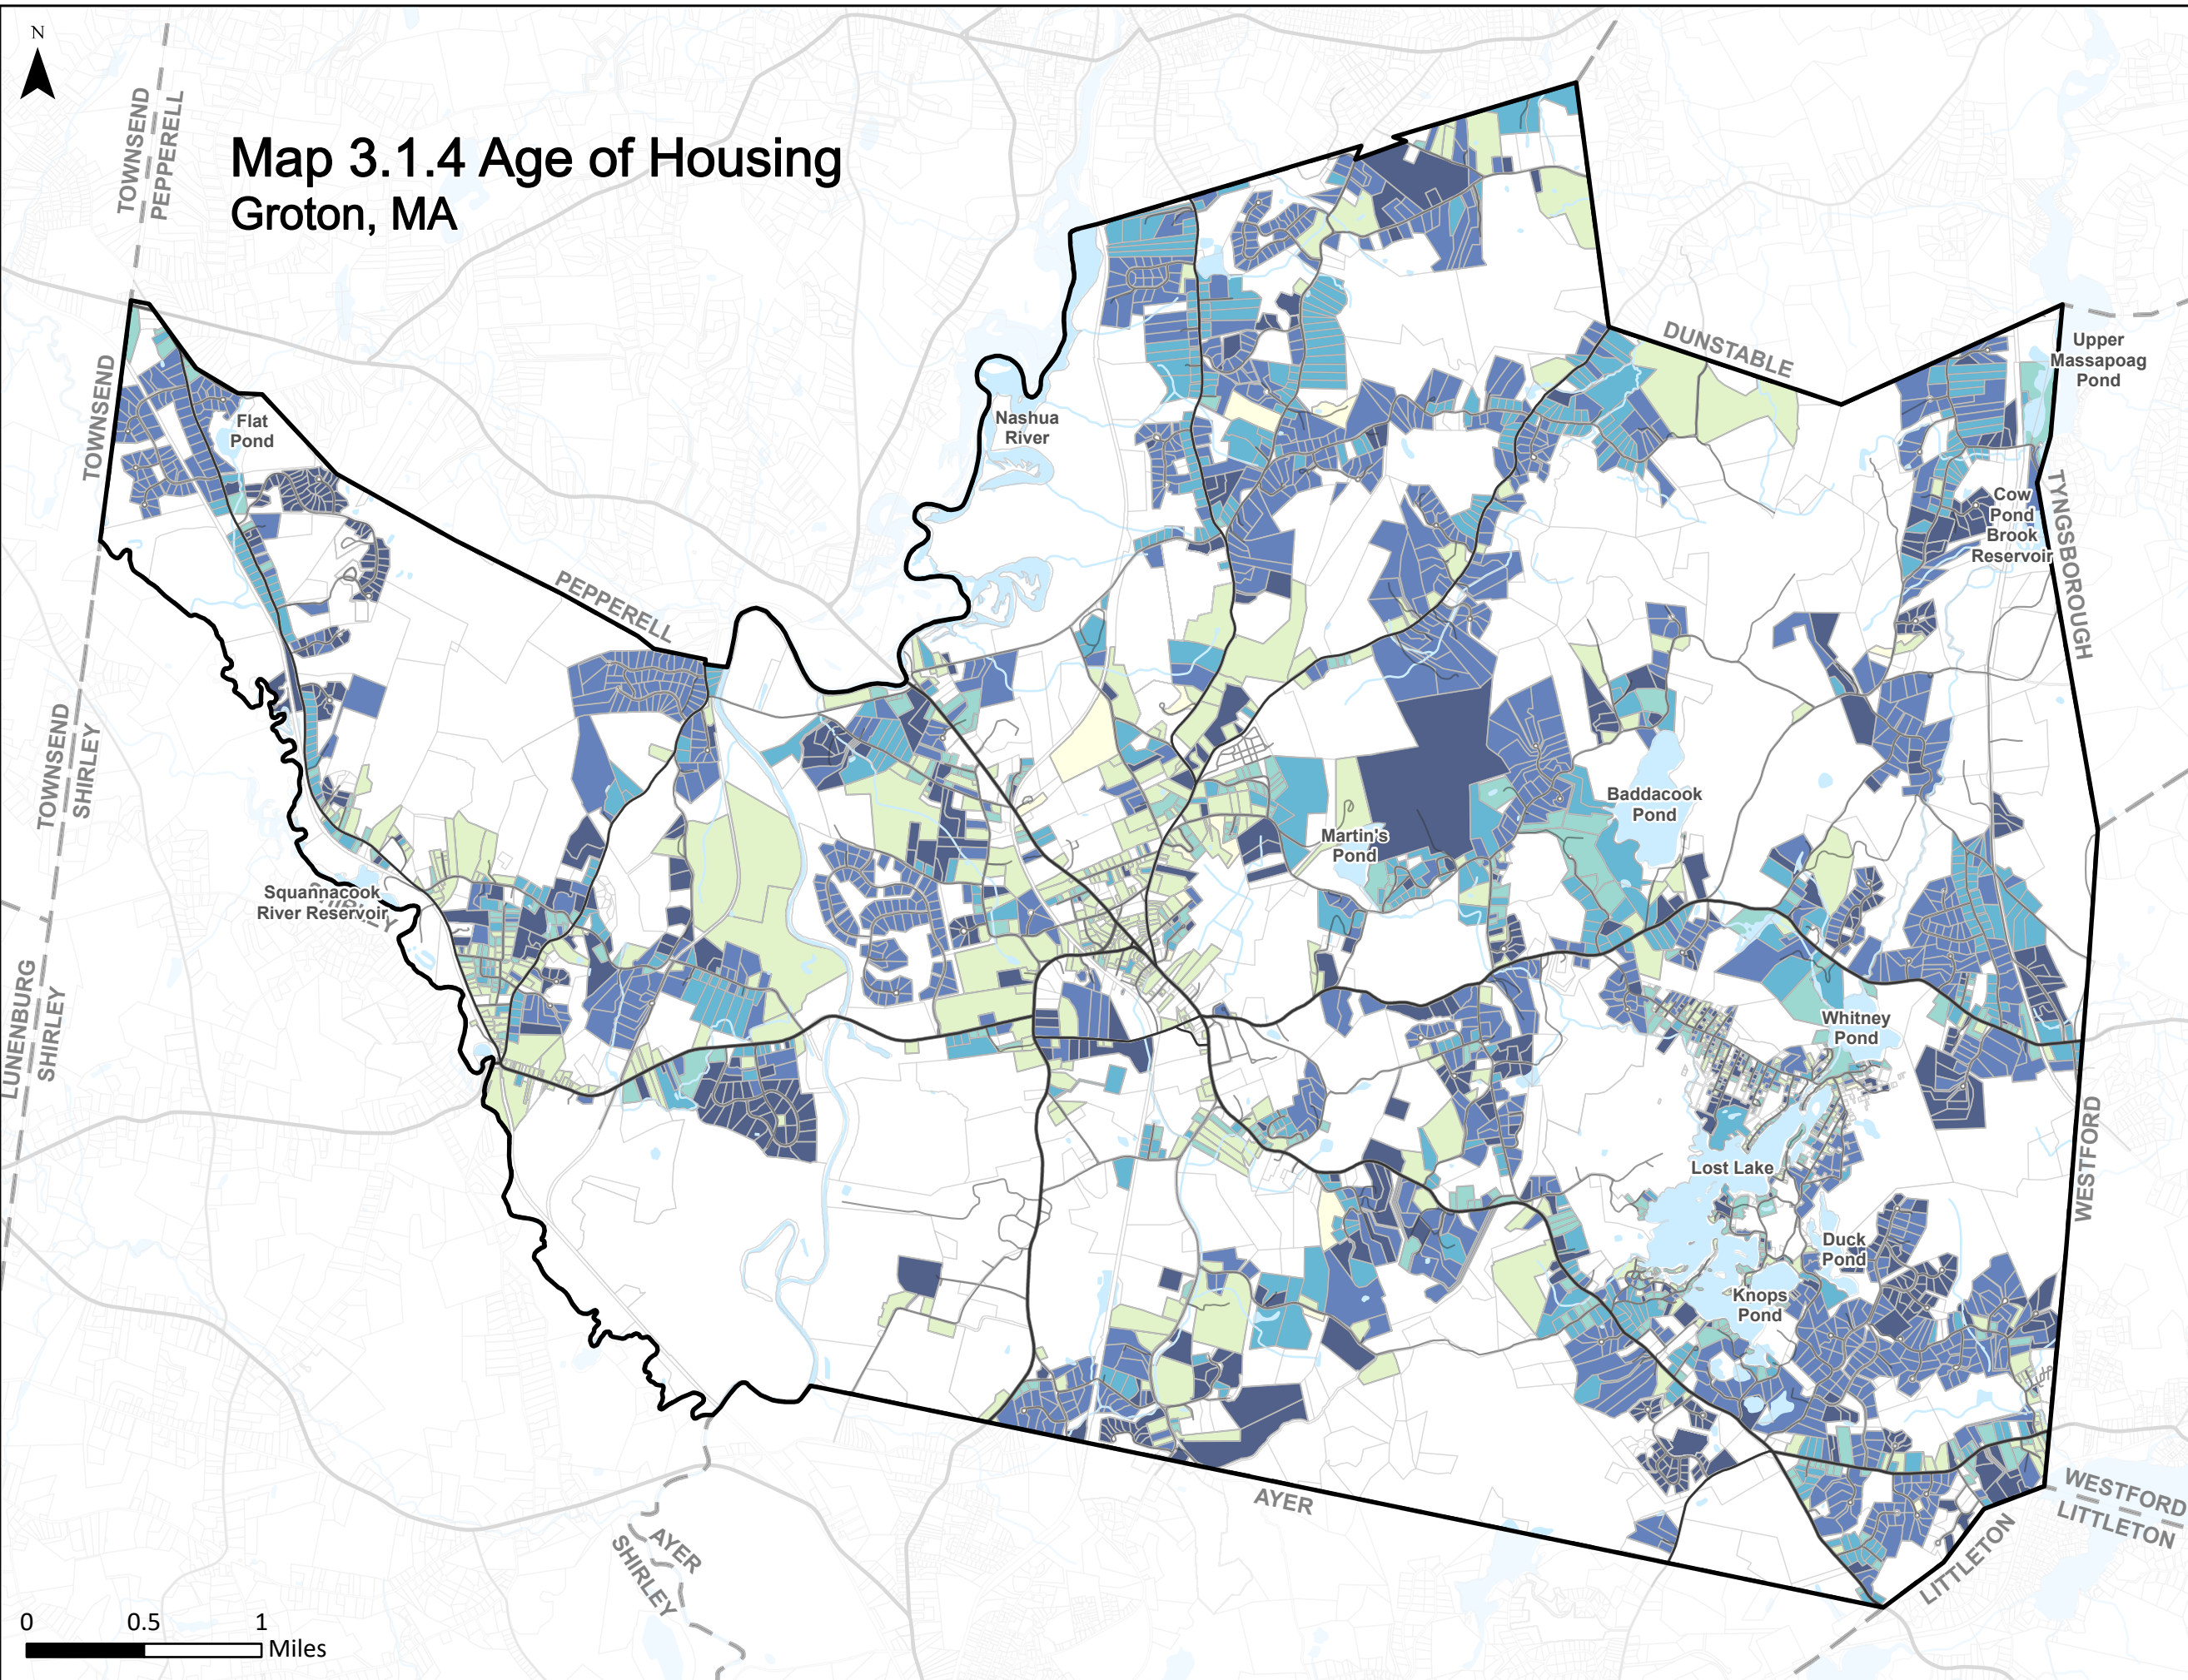 N
TOWNSEND
PEPPERELL
Map 3.1.4 Age of Housing
Groton, MA
DUNSTABLE
Upper
Massapoag
Pond
TOWNSEND
Flat
Pond
Nashua
River
TYNGSBOROUGH
Cow
Pond
Brook
Reservoir
PEPPERELL
TOWNSEND
SHIRLEY
Baddacook
Pond
Martin's
Pond
Squannacook
River Reservoir
SHIRLEY
LUNENBURG
SHIRLEY
Whitney
Pond
WESTFORD
Lost Lake
Duck
Pond
Knops
Pond
AYER
WESTFORD
LITTLETON
LITTLETON
AYER
SHIRLEY
0 0.5 1
Miles